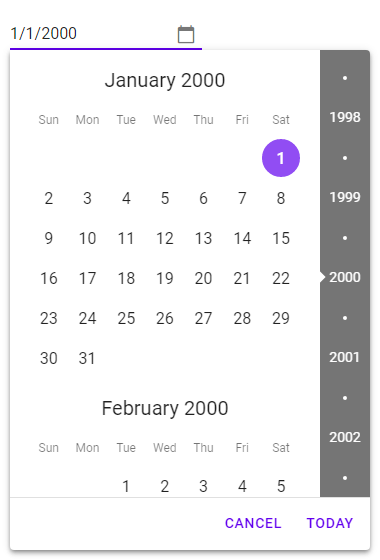 1/1/2000
January 2000
Sun Mon Tue Wed Thu Fri Sat
1
2 3 4 5 6 7 8
9 10 11 12 13 14 15
16 17 18 19 20 21 22
23 24 25 26 27 28 29
30 31
February 2000
Sun Mon Tue Wed Thu Fri Sat
1 2 3 4 5
1998
1999
2000
2001
2002
CANCEL TODAY